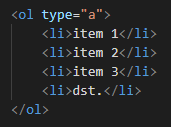 <ol type="a">
    <li>item 1</li>
    <li>item 2</li>
    <li>item 3</li>
    <li>dst.</li>
</ol>